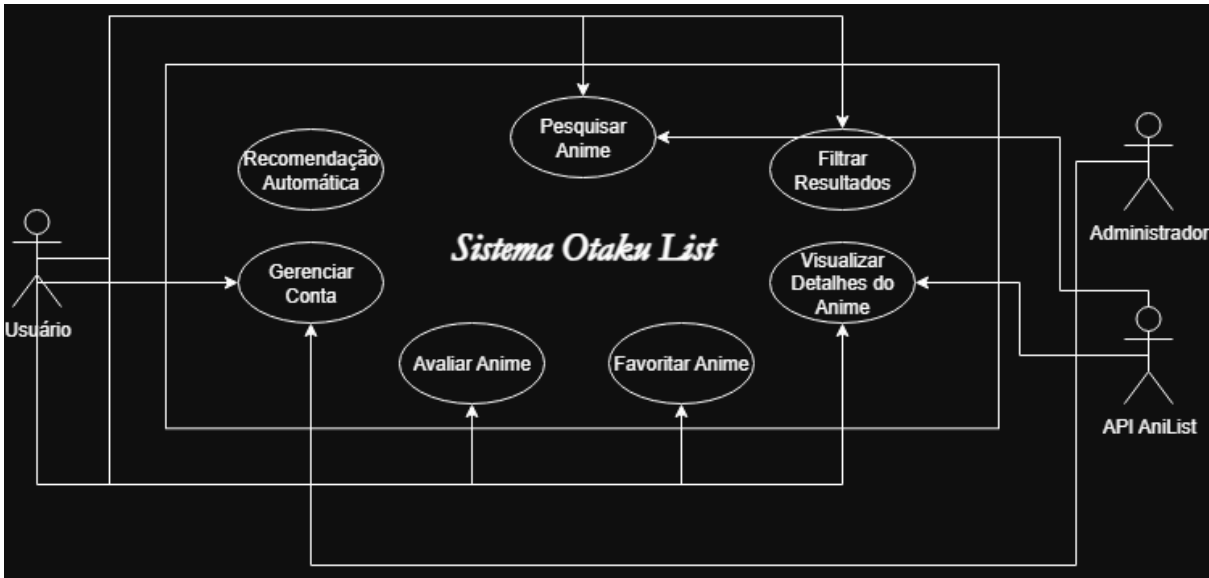 Pesquisar
Anime
Recomendação
Automática
Filtrar
Resultados
Administrador
Sistema Otaku List
Gerenciar
Conta
Visualizar
Detalhes do
Anime
Usuário
Avaliar Anime
Favoritar Anime
API AniList